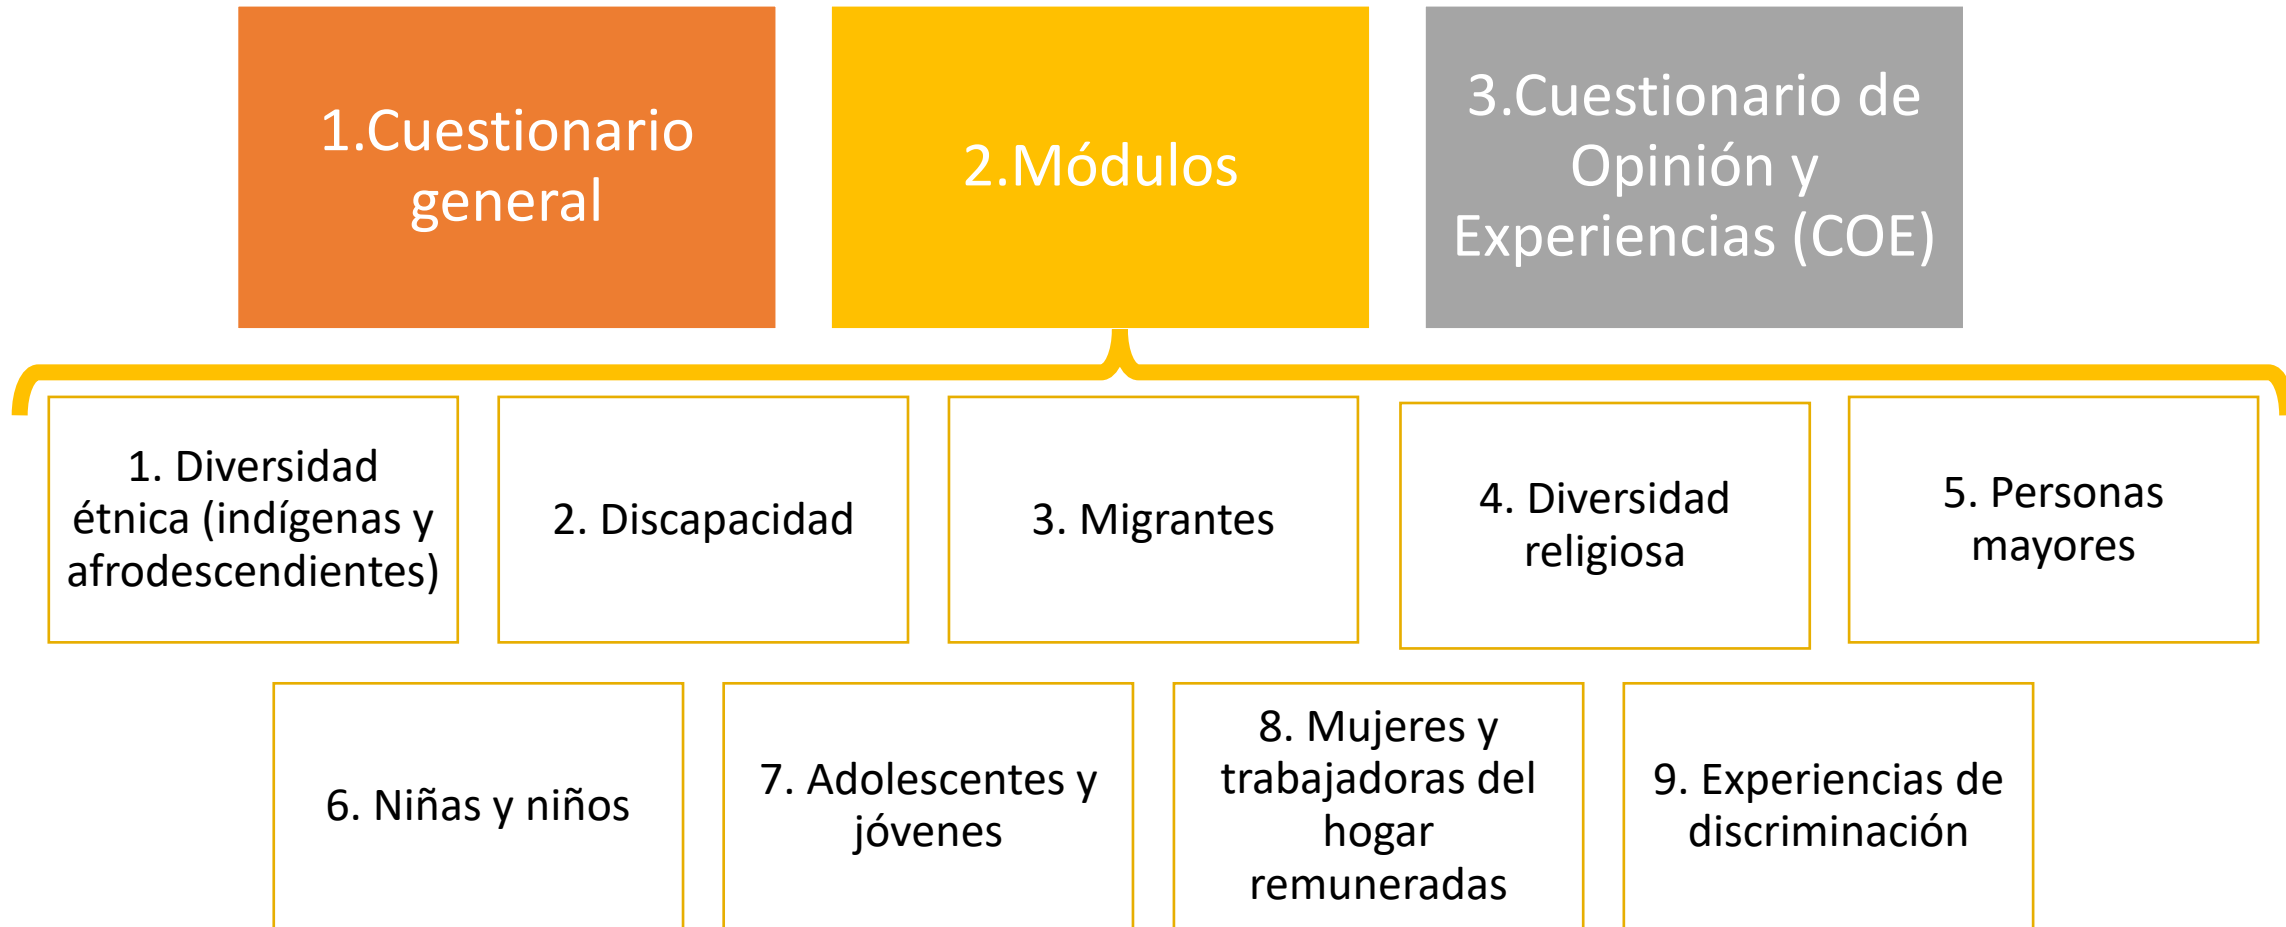 1.Cuestionario
general
2.Módulos
3.Cuestionario de
Opinión y
Experiencias (COE)
1. Diversidad
étnica (indígenas y
afrodescendientes)
2. Discapacidad
3. Migrantes
4. Diversidad
religiosa
5. Personas
mayores
6. Niñas y niños
7. Adolescentes y
jóvenes
8. Mujeres y
trabajadoras del
hogar
remuneradas
9. Experiencias de
discriminación